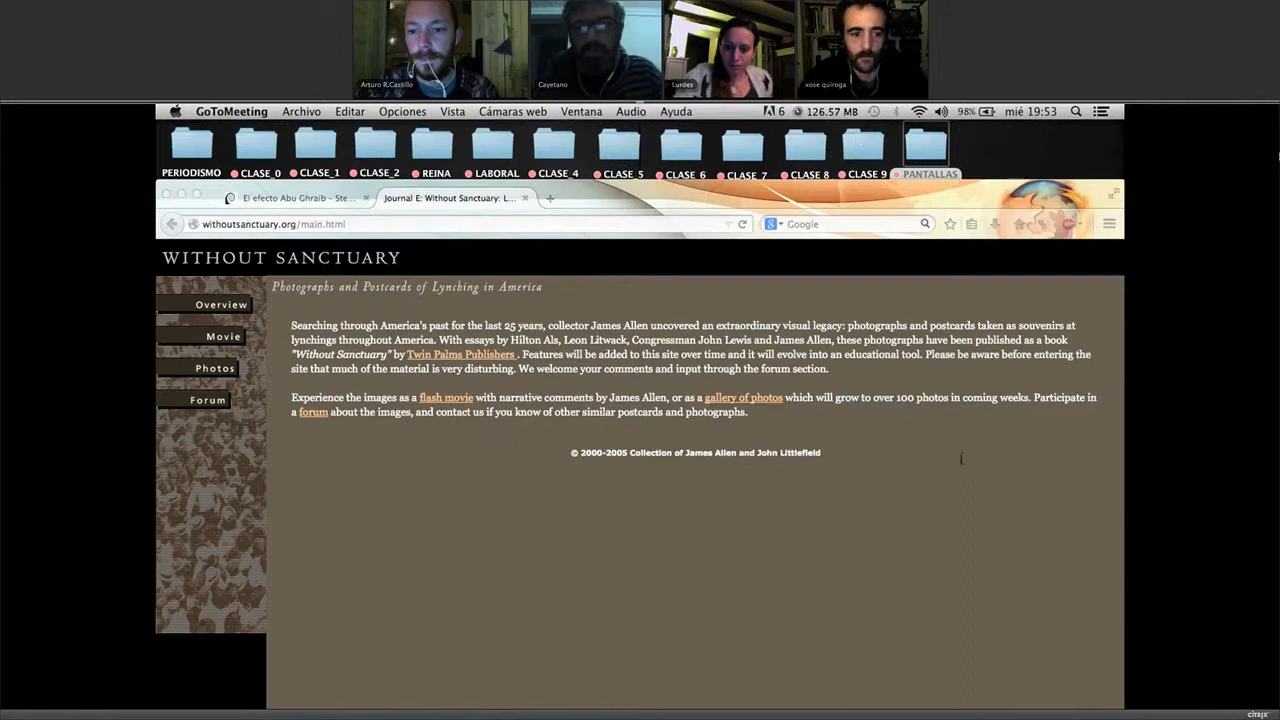 Arturo R.Castillo
Cayetano
Lurdes
xose quiroga
GoToMeeting Archivo Editar Opciones Vista Cámaras web Ventana Audio Ayuda 6 126.57 MB 98% mié 19:53
PERIODISMO CLASE_0 CLASE_1 CLASE_2 REINA LABORAL CLASE_4 CLASE_5 CLASE_6 CLASE_7 CLASE 8 CLASE 9 PANTALLAS
El efecto Abu Ghraib - Ste... Journal E: Without Sanctuary: L...
withoutsanctuary.org/main.html Google
WITHOUT SANCTUARY
Photographs and Postcards of Lynching in America
Overview
Movie
Photos
Forum
Searching through America's past for the last 25 years, collector James Allen uncovered an extraordinary visual legacy: photographs and postcards taken as souvenirs at
lynchings throughout America. With essays by Hilton Als, Leon Litwack, Congressman John Lewis and James Allen, these photographs have been published as a book
"Without Sanctuary" by Twin Palms Publishers . Features will be added to this site over time and it will evolve into an educational tool. Please be aware before entering the
site that much of the material is very disturbing. We welcome your comments and input through the forum section.
Experience the images as a flash movie with narrative comments by James Allen, or as a gallery of photos which will grow to over 100 photos in coming weeks. Participate in
a forum about the images, and contact us if you know of other similar postcards and photographs.
© 2000-2005 Collection of James Allen and John Littlefield
CITRIX